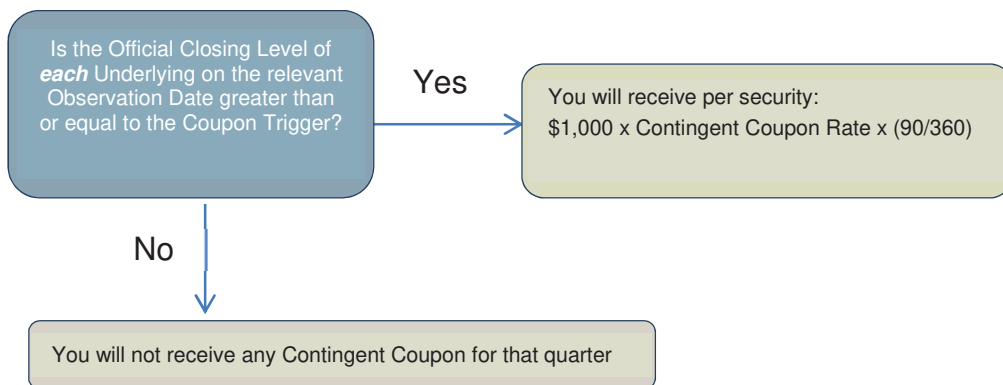 Is the Official Closing Level of
each Underlying on the relevant
Observation Date greater than
or equal to the Coupon Trigger?
Yes
You will receive per security:
$1,000 x Contingent Coupon Rate x (90/360)
No
You will not receive any Contingent Coupon for that quarter